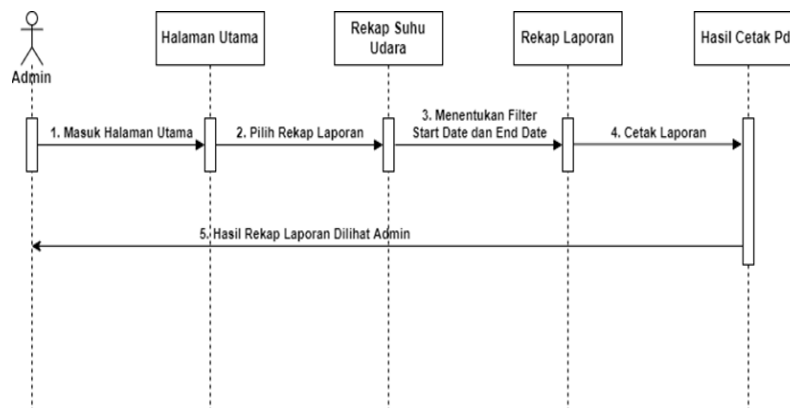 Halaman Utama
Rekap Suhu
Udara
Rekap Laporan
Hasil Cetak Pd
Admin
1. Masuk Halaman Utama
2. Pilih Rekap Laporan
3. Menentukan Filter
Start Date dan End Date
4. Cetak Laporan
5. Hasil Rekap Laporan Dilihat Admin